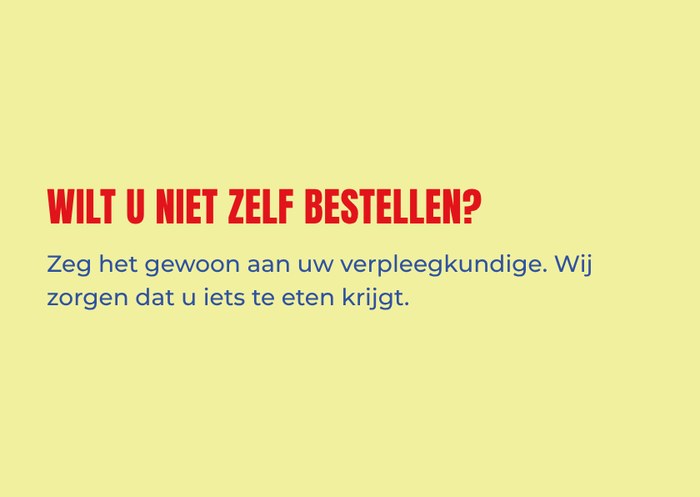 WILT U NIET ZELF BESTELLEN?
Zeg het gewoon aan uw verpleegkundige. Wij
zorgen dat u iets te eten krijgt.